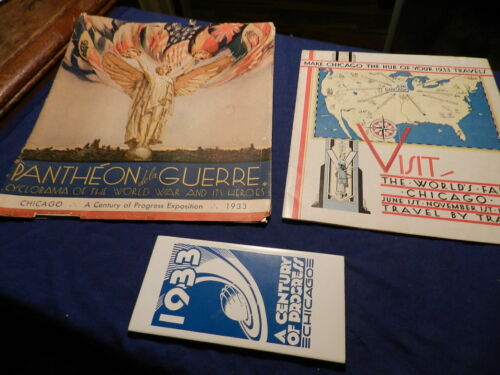 PANTHÉON de la GUERRE
CYCLORAMA OF THE WORLD WAR AND ITS HEROES
CHICAGO . . A Century of Progress Exposition . . 1933
MAKE CHICAGO THE HUB OF YOUR 1933 TRAVELS
VISIT
THE WORLD'S FA
CHICAGO
JUNE 1ST - NOVEMBER 1ST
TRAVEL BY TRA
1933
A CENTURY
OF PROGRESS
CHICAGO